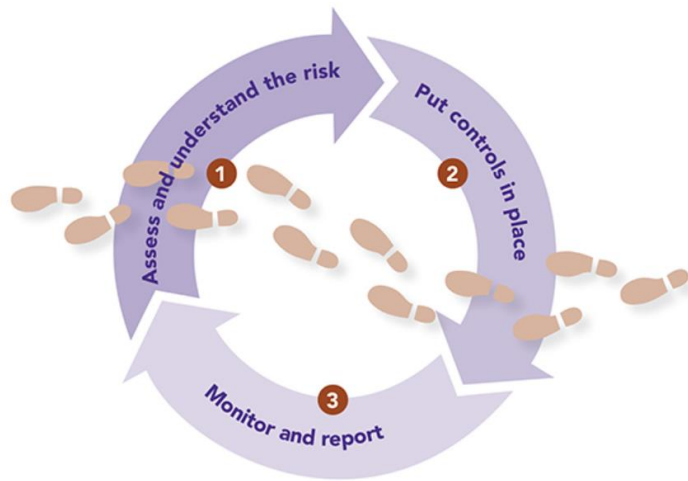 1
Assess and understand the risk
2
Put controls in place
3
Monitor and report